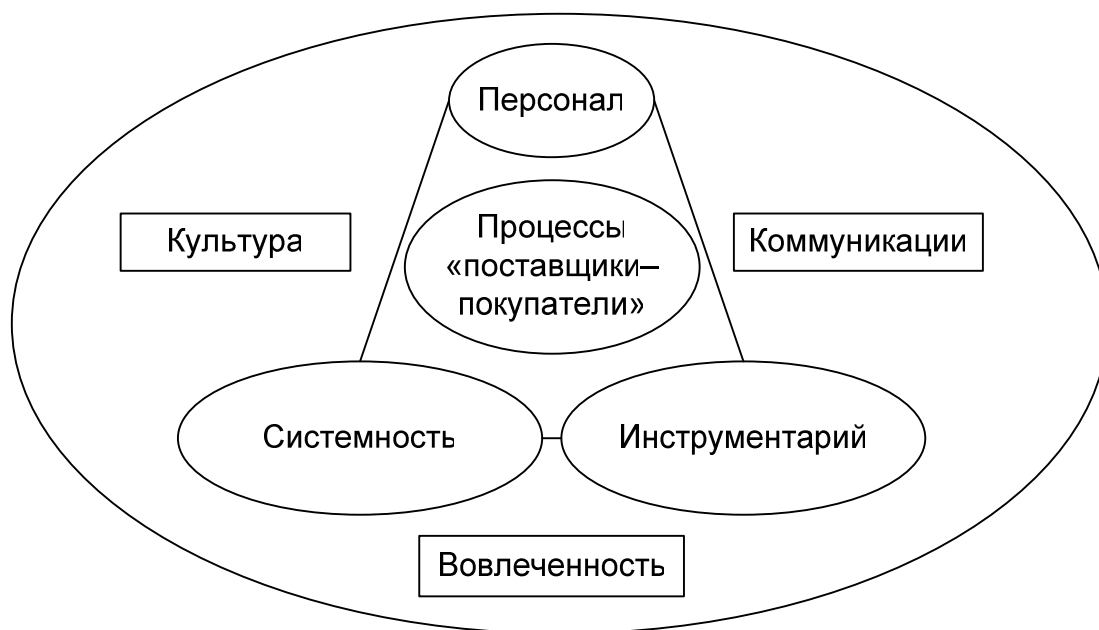 Персонал
Культура
Процессы
«поставщики–
покупатели»
Коммуникации
Системность
Инструментарий
Вовлеченность